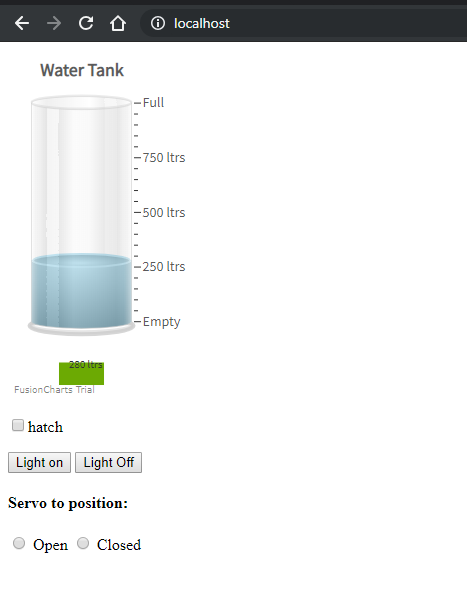 localhost
Water Tank
Full
750 ltrs
500 ltrs
250 ltrs
Empty
280 ltrs
FusionCharts Trial
hatch
Light on Light Off
Servo to position:
Open Closed